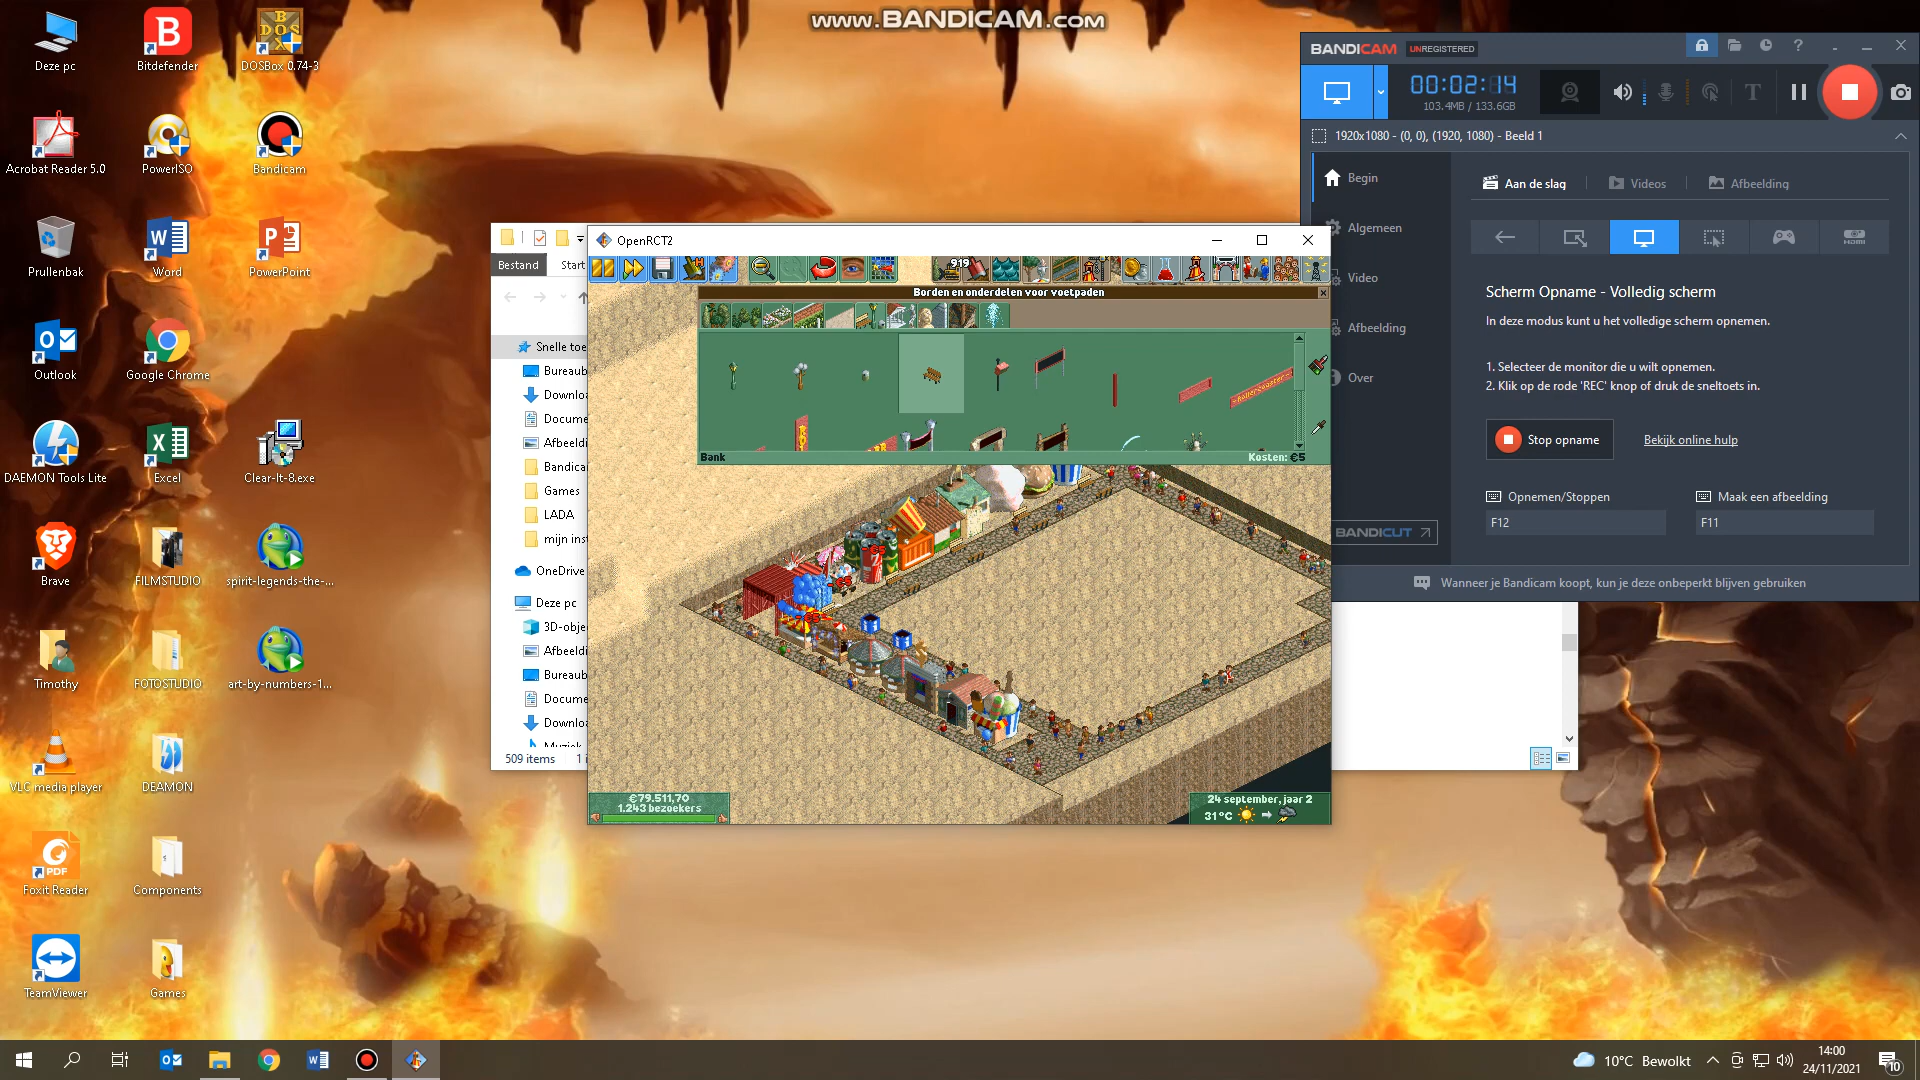 www.BANDICAM.com
Deze pc
Bitdefender
DOSBox 0.74-3
Acrobat Reader 5.0
PowerISO
Bandicam
Prullenbak
Word
PowerPoint
Outlook
Google Chrome
DAEMON Tools Lite
Excel
Clear-It-8.exe
Brave
FILMSTUDIO
spirit-legends-the-...
Timothy
FOTOSTUDIO
art-by-numbers-1...
VLC media player
DEAMON
Foxit Reader
Components
TeamViewer
Games
Bestand
Start
Snelle toe
Bureaub
Downlo
Docume
Afbeeldi
Bandica
Games
LADA
mijn ins
OneDrive
Deze pc
3D-obje
Afbeeldi
Bureaub
Docume
Downloa
Muziek
509 items
OpenRCT2
919
Borden en onderdelen voor voetpaden
Bank
Kosten: €5
€79.511,70
1.243 bezoekers
24 september, jaar 2
31°C
BANDICAM UNREGISTERED
00:02:14
103.4MB / 133.6GB
1920x1080 - (0, 0), (1920, 1080) - Beeld 1
Begin
Algemeen
Video
Afbeelding
Over
Aan de slag
Videos
Afbeelding
HDMI
Scherm Opname - Volledig scherm
In deze modus kunt u het volledige scherm opnemen.
1. Selecteer de monitor die u wilt opnemen.
2. Klik op de rode 'REC' knop of druk de sneltoets in.
Stop opname
Bekijk online hulp
Opnemen/Stoppen
Maak een afbeelding
F12
F11
BANDICUT
Wanneer je Bandicam koopt, kun je deze onbeperkt blijven gebruiken
10°C Bewolkt
14:00
24/11/2021
10